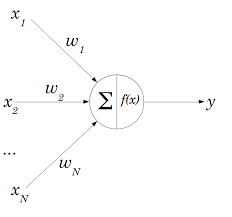 x1
w1
x2 w2 Σ f(x) y
...
wN
xN